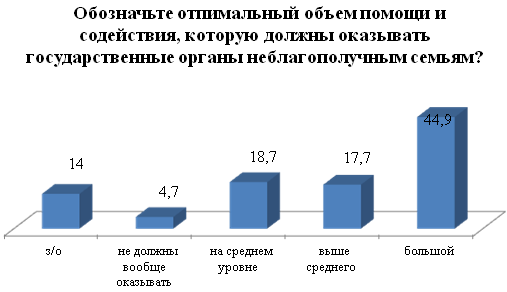 Обозначьте отпимальный объем помощи и
содействия, которую должны оказывать
государственные органы неблагополучным семьям?
14
4,7
18,7
17,7
44,9
з/о
не должны
вообще
оказывать
на среднем
уровне
выше
среднего
большой